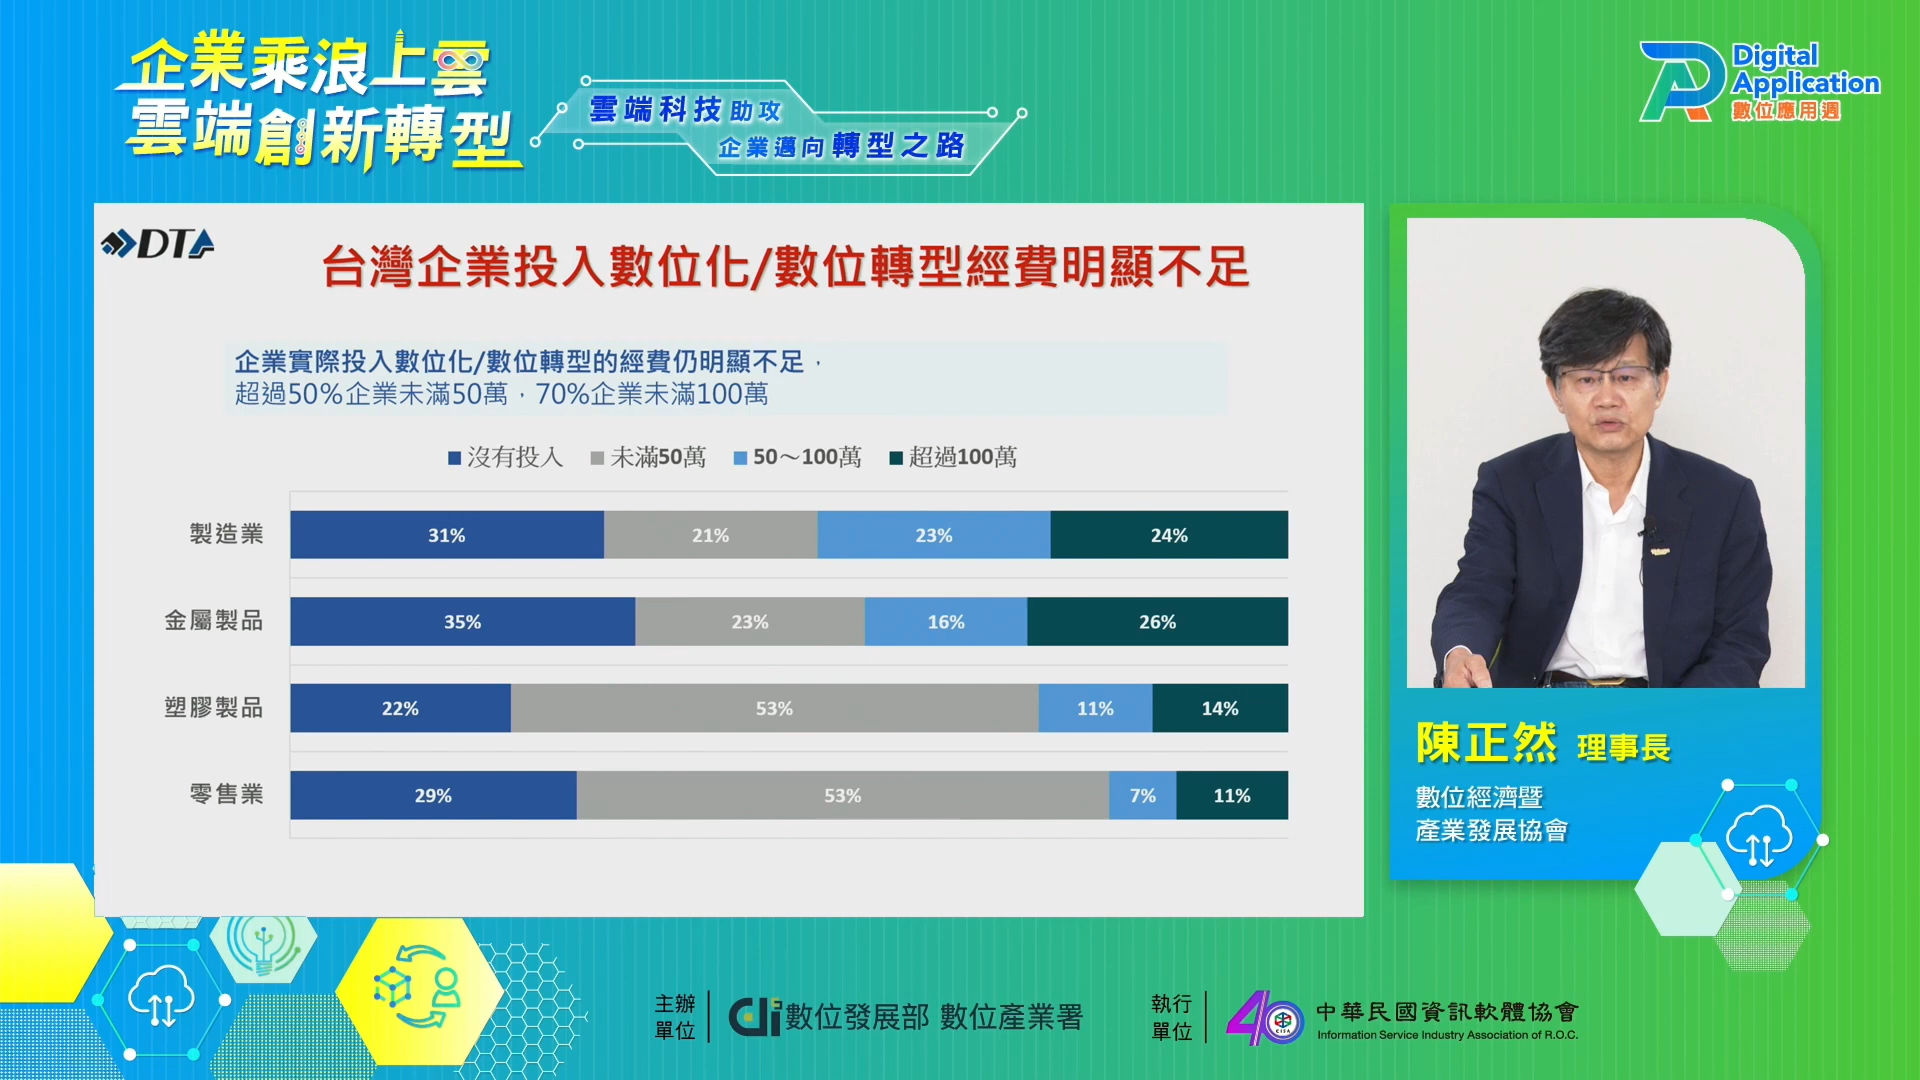 企業乘浪上雲
雲端創新轉型
雲端科技助攻
企業邁向轉型之路
Digital
Application
數位應用週
DTA
台灣企業投入數位化/數位轉型經費明顯不足
企業實際投入數位化/數位轉型的經費仍明顯不足，
超過50%企業未滿50萬，70%企業未滿100萬
沒有投入 未滿50萬 50～100萬 超過100萬
製造業 31% 21% 23% 24%
金屬製品 35% 23% 16% 26%
塑膠製品 22% 53% 11% 14%
零售業 29% 53% 7% 11%
陳正然 理事長
數位經濟暨
產業發展協會
主辦
單位
數位發展部 數位產業署
執行
單位
40
CISA
中華民國資訊軟體協會
Information Service Industry Association of R.O.C.